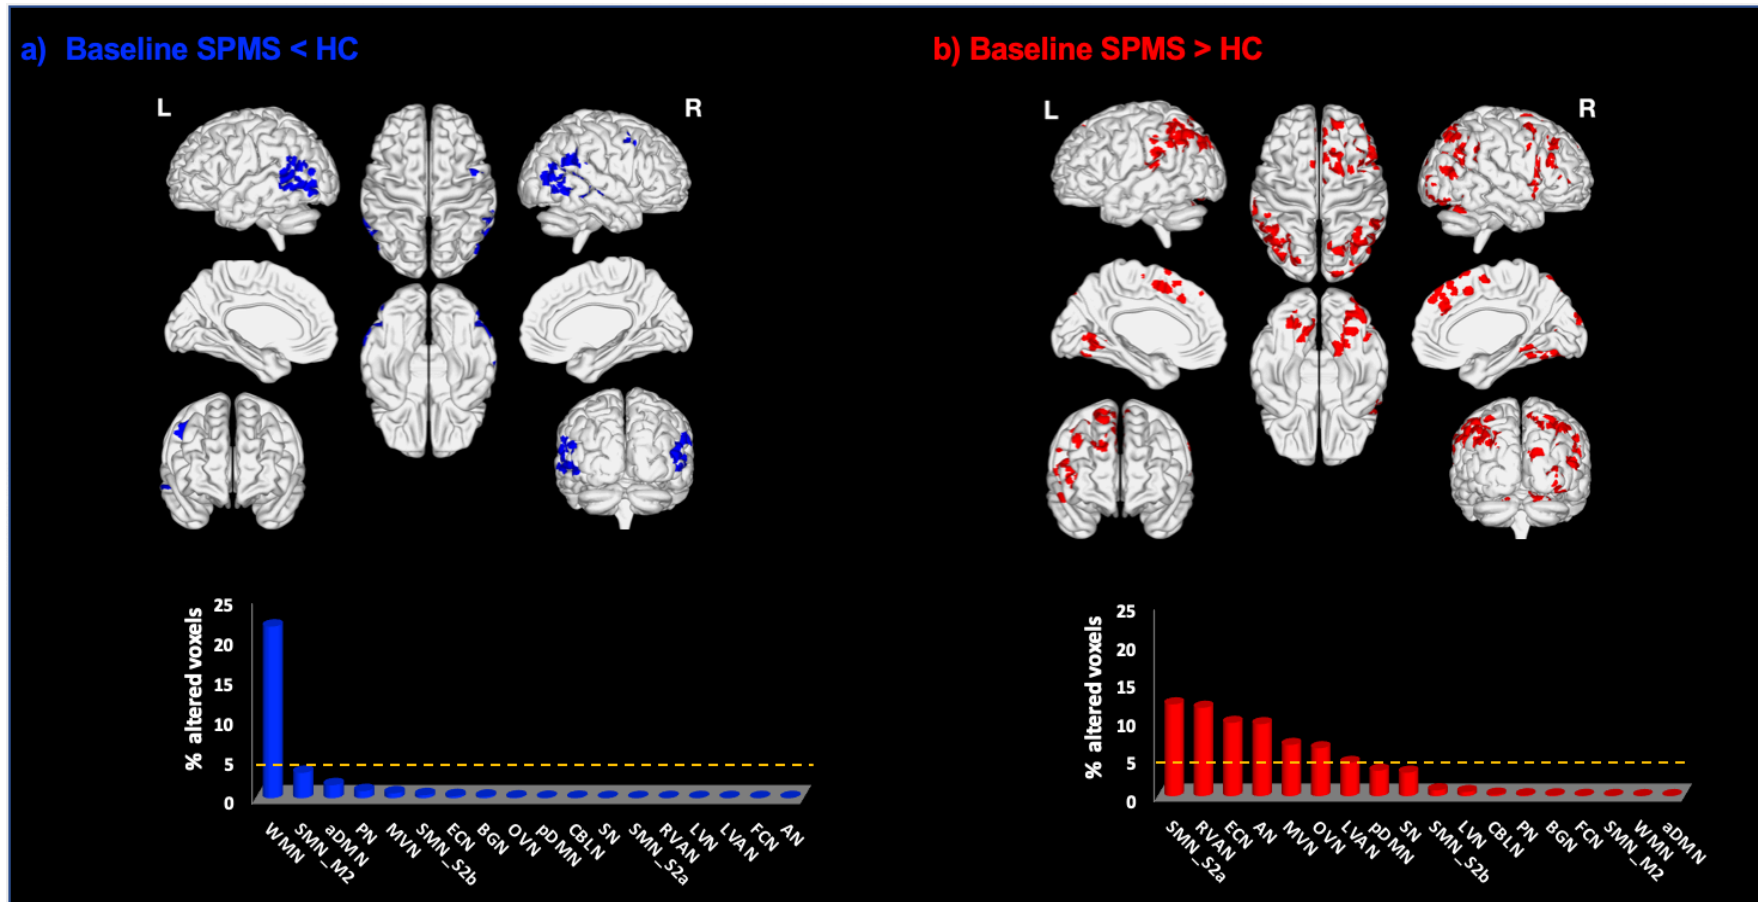 a) Baseline SPMS < HC
L
R
25
20
15
10
5
0
% altered voxels
WMN
SMN_M2
aDMN
PN
MVN
SMN_S2b
ECN
BGN
OVN
pDMN
CBLN
SN
SMN_S2a
RVAN
LVN
LVAN
FCN
AN
b) Baseline SPMS > HC
L
R
25
20
15
10
5
0
% altered voxels
SMN_S2a
RVAN
ECN
AN
MVN
OVN
LVAN
pDMN
SN
SMN_S2b
LVN
CBLN
PN
BGN
FCN
SMN_M2
WMN
aDMN